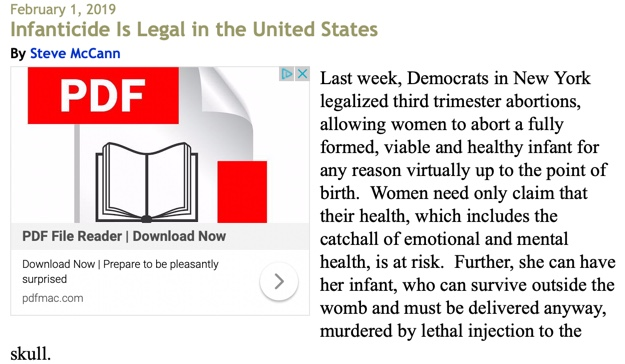 February 1, 2019
Infanticide Is Legal in the United States
By Steve McCann
PDF
PDF File Reader | Download Now
Download Now | Prepare to be pleasantly
surprised
pdfmac.com
Last week, Democrats in New York
legalized third trimester abortions,
allowing women to abort a fully
formed, viable and healthy infant for
any reason virtually up to the point of
birth.  Women need only claim that
their health, which includes the
catchall of emotional and mental
health, is at risk.  Further, she can have
her infant, who can survive outside the
womb and must be delivered anyway,
murdered by lethal injection to the
skull.